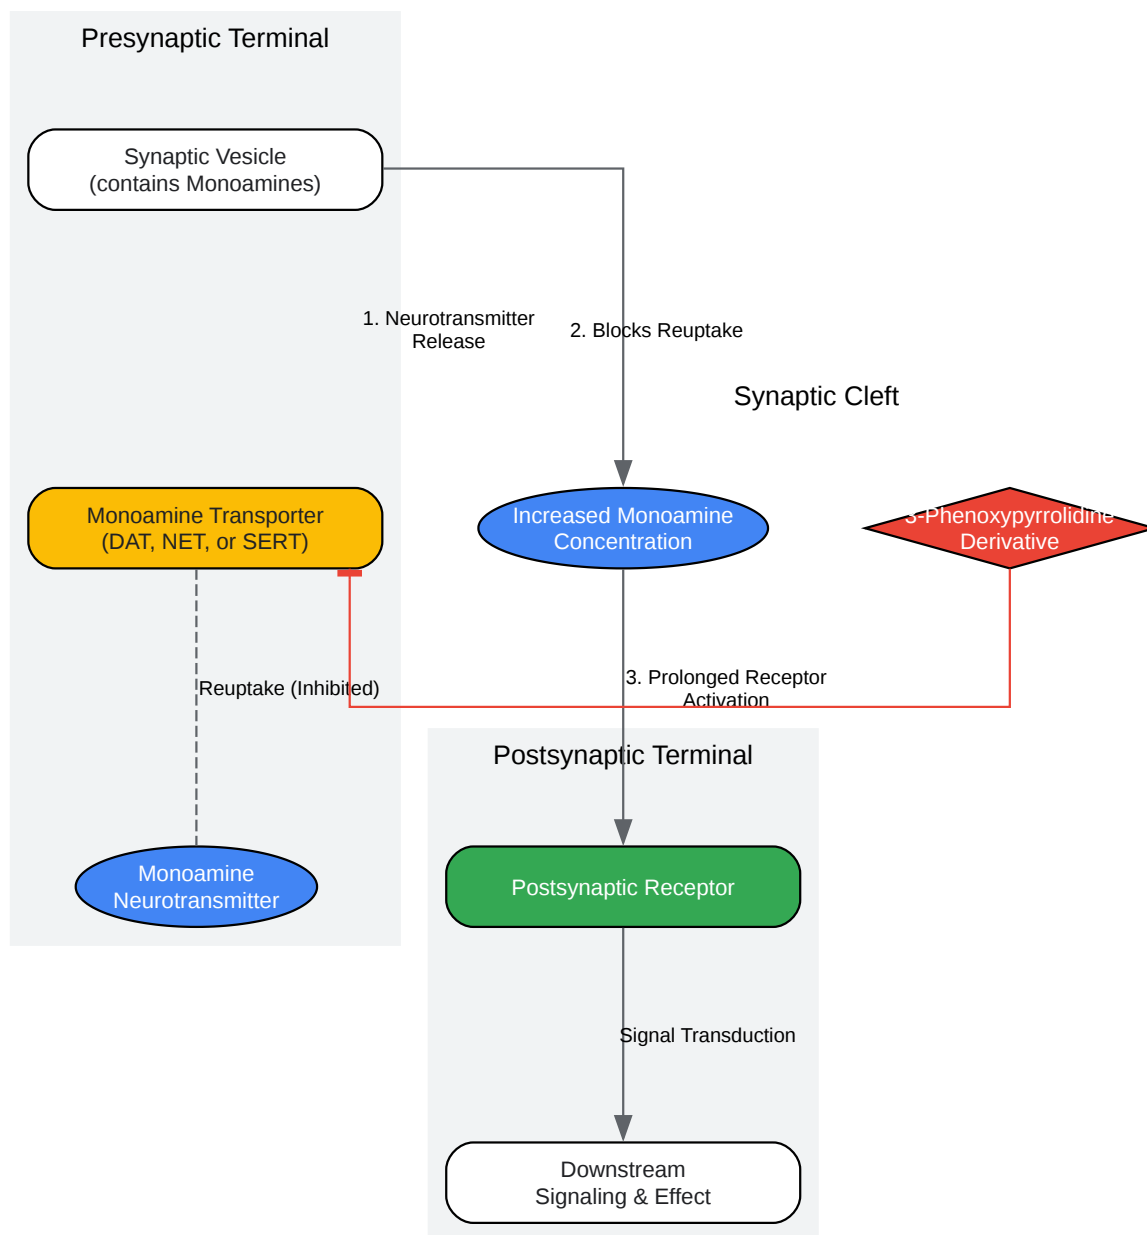 Presynaptic Terminal
Synaptic Vesicle
(contains Monoamines)
1. Neurotransmitter
Release
2. Blocks Reuptake
Synaptic Cleft
Monoamine Transporter
(DAT, NET, or SERT)
Increased Monoamine
Concentration
3-Phenoxypyrrolidine
Derivative
Reuptake (Inhibited)
3. Prolonged Receptor
Activation
Postsynaptic Terminal
Monoamine
Neurotransmitter
Postsynaptic Receptor
Signal Transduction
Downstream
Signaling & Effect